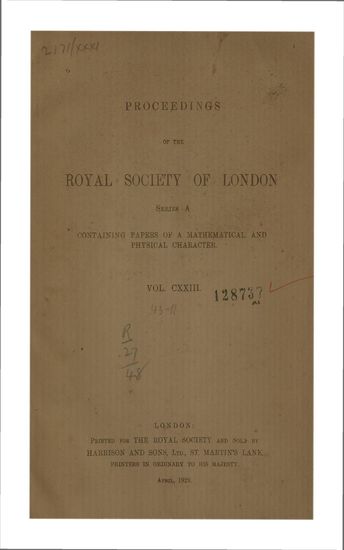 2171/XXXI
PROCEEDINGS
OF THE
ROYAL SOCIETY OF LONDON
SERIES A
CONTAINING PAPERS OF A MATHEMATICAL AND
PHYSICAL CHARACTER.
VOL. CXXIII.
128737
R
27
48
LONDON:
PRINTED FOR THE ROYAL SOCIETY AND SOLD BY
HARRISON AND SONS, LTD., ST. MARTIN'S LANE,
PRINTERS IN ORDINARY TO HIS MAJESTY.
APRIL, 1929.